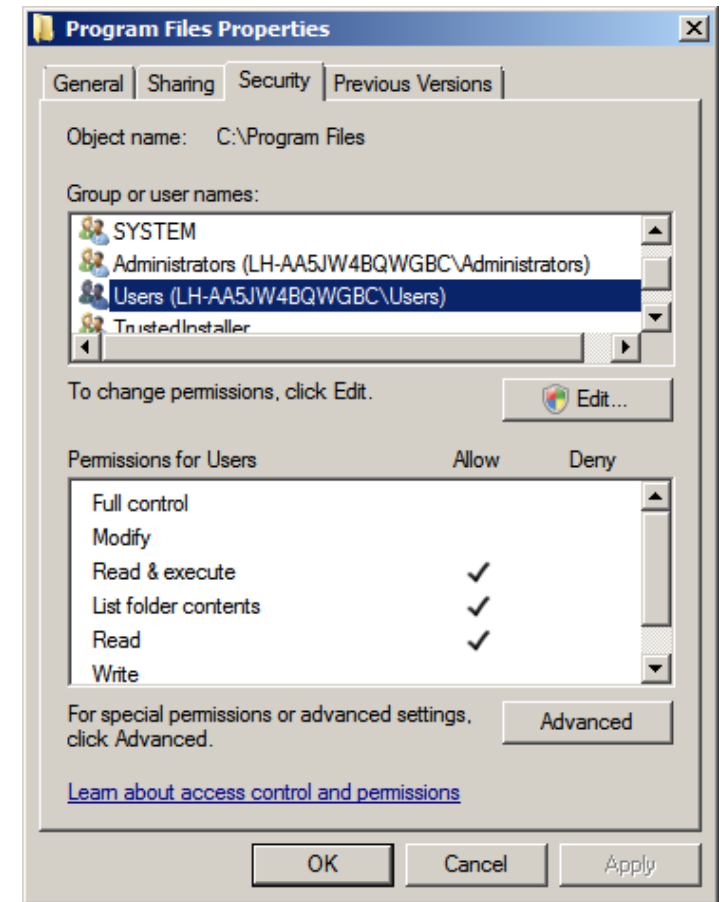 Program Files Properties
General Sharing Security Previous Versions
Object name: C:\Program Files
Group or user names:
SYSTEM
Administrators (LH-AA5JW4BQWGBC\Administrators)
Users (LH-AA5JW4BQWGBC\Users)
TrustedInstaller
To change permissions, click Edit.
Edit...
Permissions for Users Allow Deny
Full control
Modify
Read & execute
List folder contents
Read
Write
For special permissions or advanced settings,
click Advanced.
Advanced
Learn about access control and permissions
OK Cancel Apply